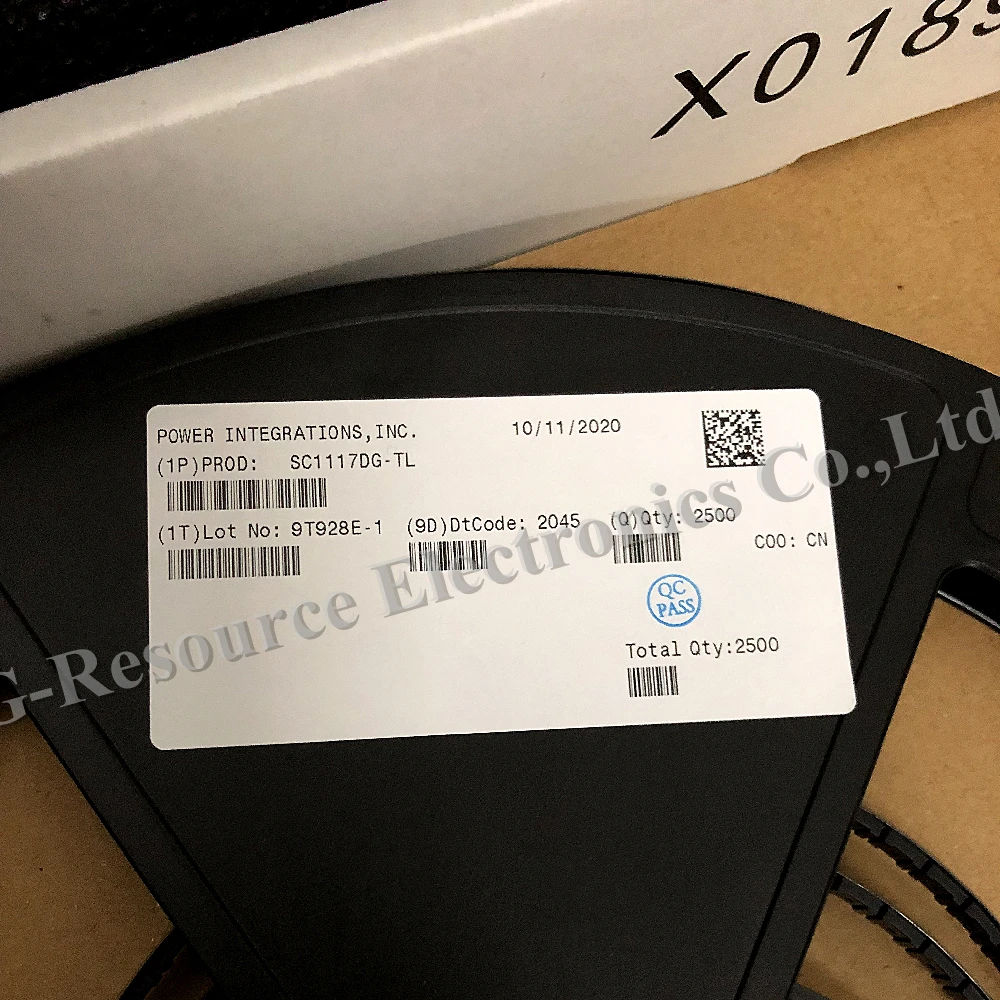 X0189
POWER INTEGRATIONS,INC. 10/11/2020
(1P)PROD: SC1117DG-TL
(1T)Lot No: 9T928E-1 (9D)DtCode: 2045 (Q)Qty: 2500
COO: CN
QC
PASS
Total Qty:2500
G-Resource Electronics Co.,Ltd